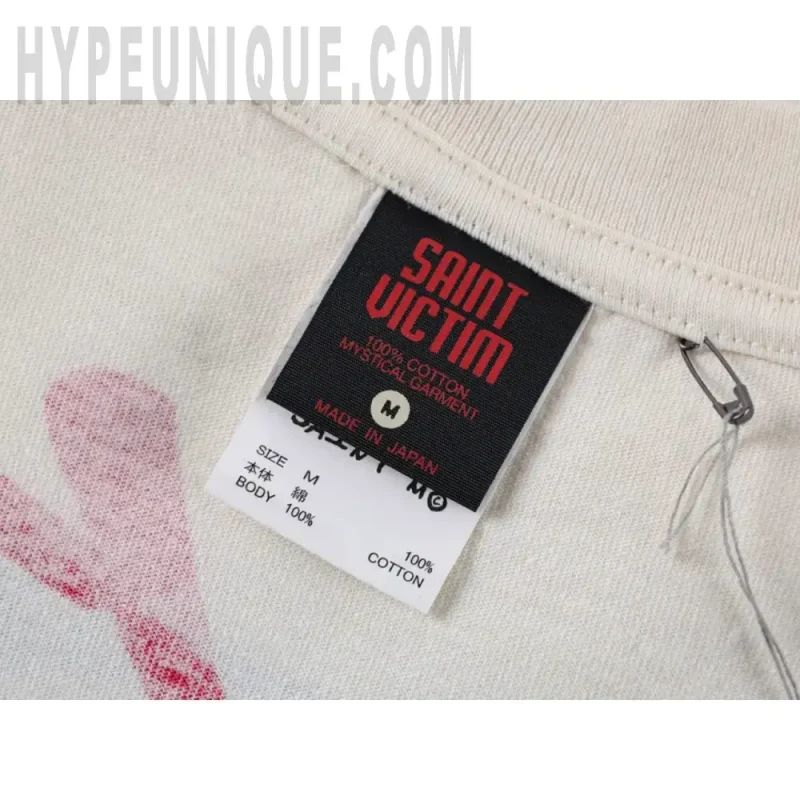 HYPEUNIQUE.COM
SAINT
VICTIM
100% COTTON
MYSTICAL GARMENT
M
MADE IN JAPAN
SAINT M©
SIZE M
本体 綿
BODY 100%
100%
COTTON